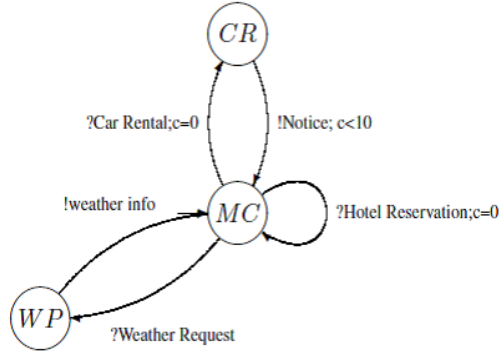 CR
?Car Rental;c=0
!Notice; c<10
!weather info
MC
?Hotel Reservation;c=0
WP
?Weather Request